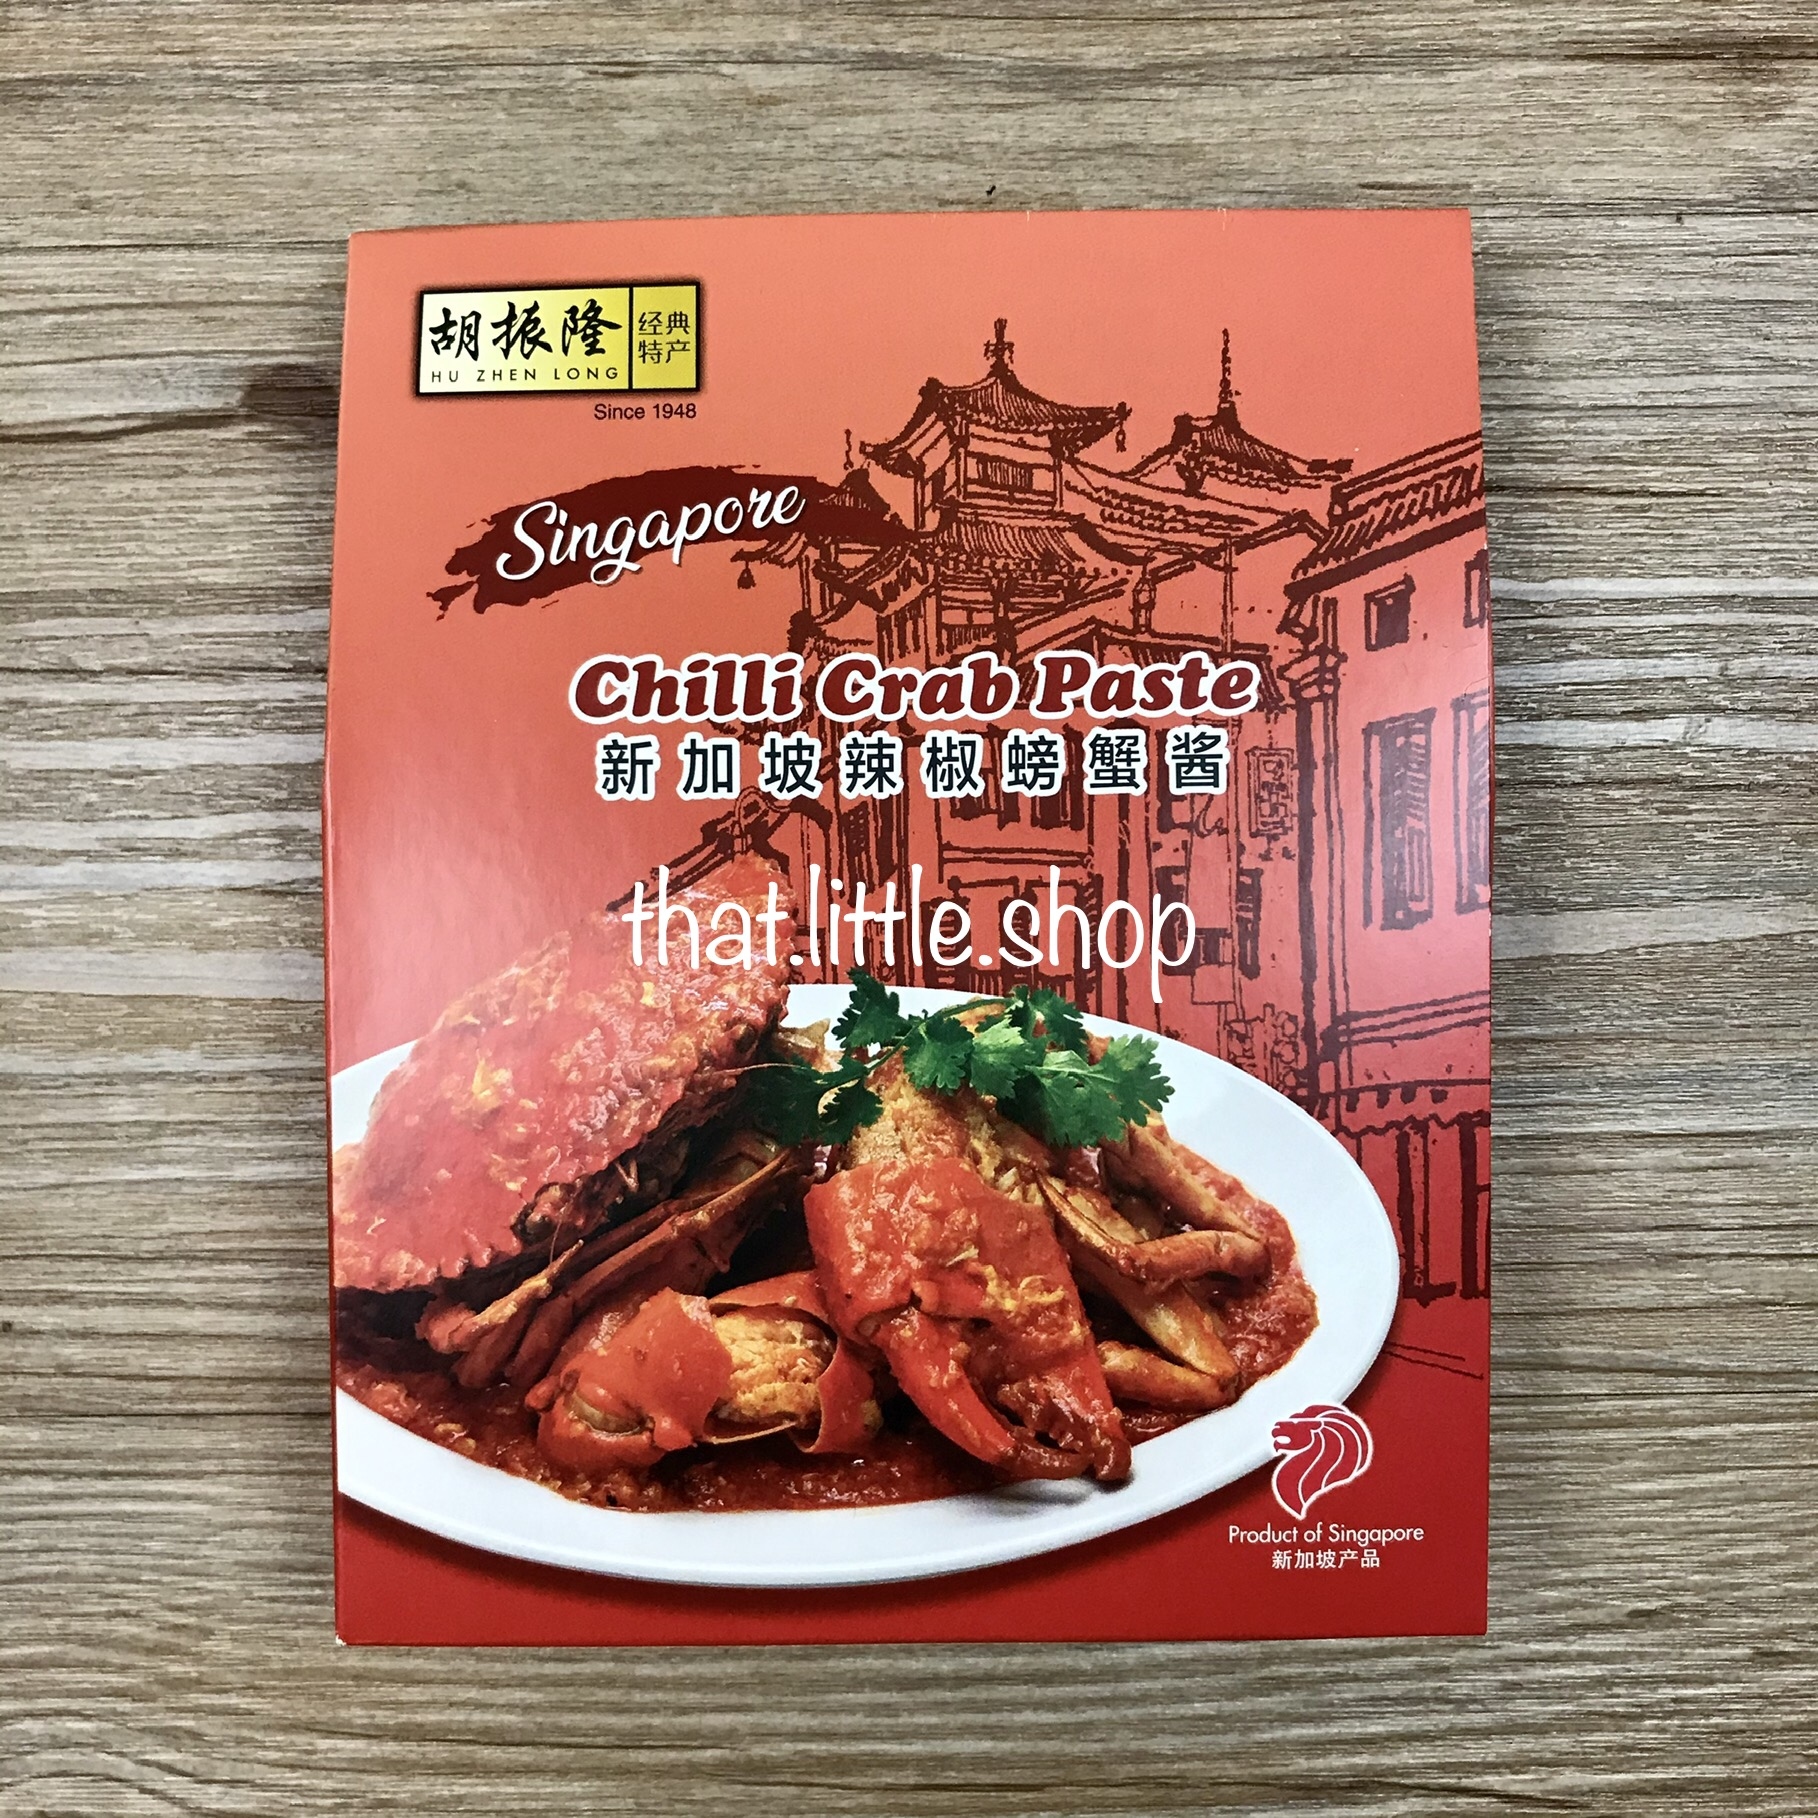 胡振隆
HU ZHEN LONG
经典
特产
Since 1948
Singapore
Chilli Crab Paste
新加坡辣椒螃蟹酱
that.little.shop
Product of Singapore
新加坡产品